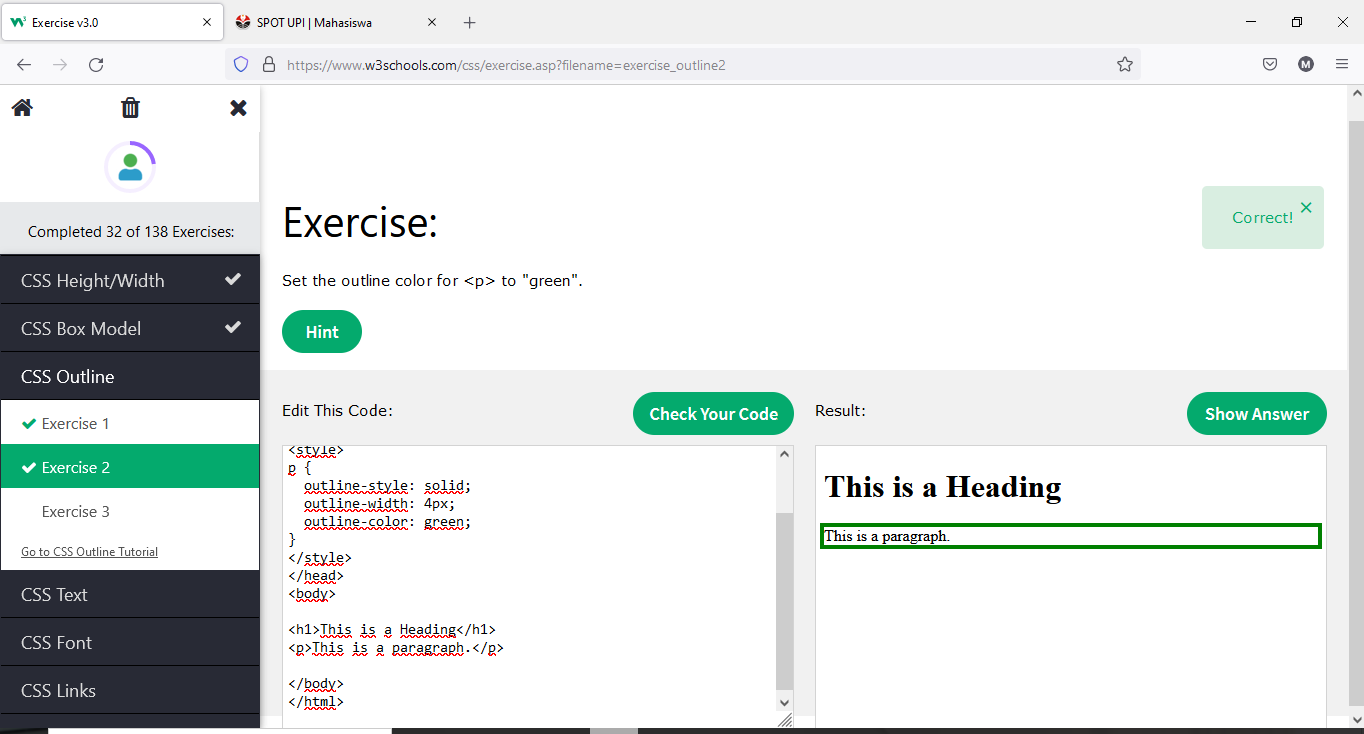 Exercise v3.0
SPOT UPI | Mahasiswa
https://www.w3schools.com/css/exercise.asp?filename=exercise_outline2
M
Completed 32 of 138 Exercises:
CSS Height/Width
CSS Box Model
CSS Outline
Exercise 1
Exercise 2
Exercise 3
Go to CSS Outline Tutorial
CSS Text
CSS Font
CSS Links
Exercise:
Correct!
Set the outline color for <p> to "green".
Hint
Edit This Code:
Check Your Code
<style>
p {
  outline-style: solid;
  outline-width: 4px;
  outline-color: green;
}
</style>
</head>
<body>
<h1>This is a Heading</h1>
<p>This is a paragraph.</p>
</body>
</html>
Result:
Show Answer
This is a Heading
This is a paragraph.